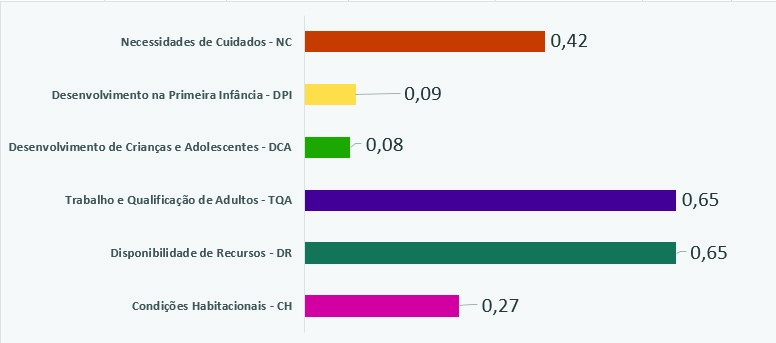 Necessidades de Cuidados - NC 0,42
Desenvolvimento na Primeira Infância - DPI 0,09
Desenvolvimento de Crianças e Adolescentes - DCA 0,08
Trabalho e Qualificação de Adultos - TQA 0,65
Disponibilidade de Recursos - DR 0,65
Condições Habitacionais - CH 0,27